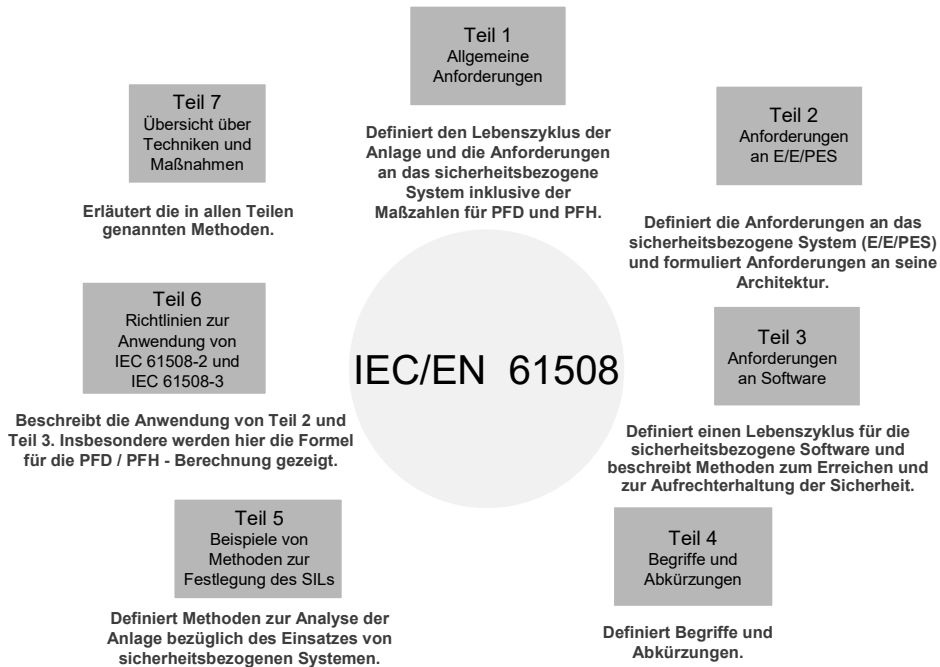 Teil 1
Allgemeine
Anforderungen
Definiert den Lebenszyklus der
Anlage und die Anforderungen
an das sicherheitsbezogene
System inklusive der
Maßzahlen für PFD und PFH.
Teil 2
Anforderungen
an E/E/PES
Definiert die Anforderungen an das
sicherheitsbezogene System (E/E/PES)
und formuliert Anforderungen an seine
Architektur.
Teil 3
Anforderungen
an Software
Definiert einen Lebenszyklus für die
sicherheitsbezogene Software und
beschreibt Methoden zum Erreichen und
zur Aufrechterhaltung der Sicherheit.
Teil 4
Begriffe und
Abkürzungen
Definiert Begriffe und
Abkürzungen.
Teil 5
Beispiele von
Methoden zur
Festlegung des SILs
Definiert Methoden zur Analyse der
Anlage bezüglich des Einsatzes von
sicherheitsbezogenen Systemen.
Teil 6
Richtlinien zur
Anwendung von
IEC 61508-2 und
IEC 61508-3
Beschreibt die Anwendung von Teil 2 und
Teil 3. Insbesondere werden hier die Formel
für die PFD / PFH - Berechnung gezeigt.
Teil 7
Übersicht über
Techniken und
Maßnahmen
Erläutert die in allen Teilen
genannten Methoden.
IEC/EN 61508